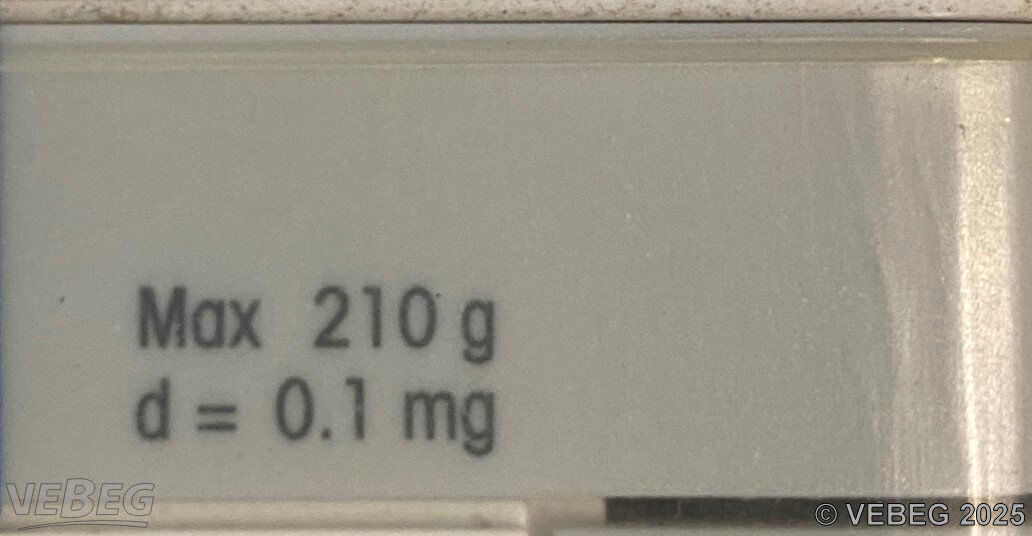 Max 210 g
d = 0.1 mg
VEBEG
© VEBEG 2025